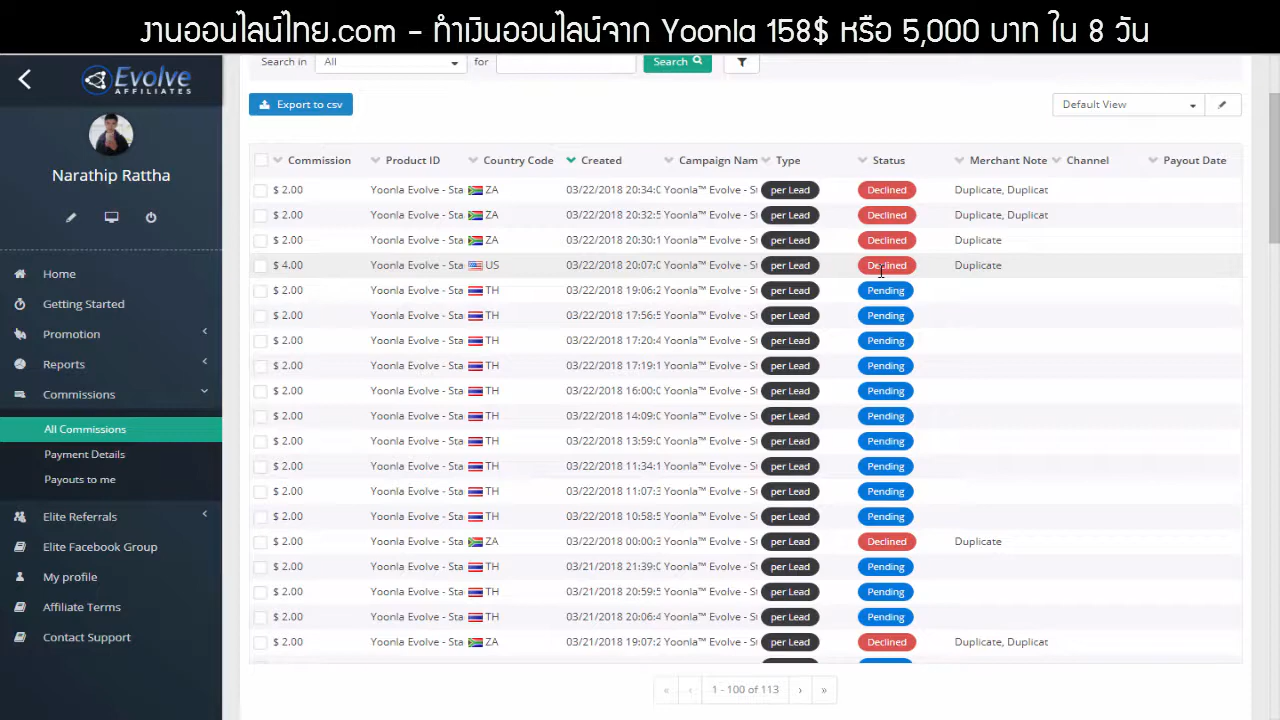 งานออนไลน์ไทย.com - ทำเงินออนไลน์จาก Yoonla 158$ หรือ 5,000 บาท ใน 8 วัน
Evolve
AFFILIATES
Narathip Rattha
Home
Getting Started
Promotion
Reports
Commissions
All Commissions
Payment Details
Payouts to me
Elite Referrals
Elite Facebook Group
My profile
Affiliate Terms
Contact Support
Search in All for Search
Export to csv
Default View
Commission Product ID Country Code Created Campaign Nam Type Status Merchant Note Channel Payout Date
$ 2.00 Yoonla Evolve - Sta ZA 03/22/2018 20:34:0 Yoonla™ Evolve - St per Lead Declined Duplicate, Duplicat
$ 2.00 Yoonla Evolve - Sta ZA 03/22/2018 20:32:5 Yoonla™ Evolve - St per Lead Declined Duplicate, Duplicat
$ 2.00 Yoonla Evolve - Sta ZA 03/22/2018 20:30:1 Yoonla™ Evolve - St per Lead Declined Duplicate
$ 4.00 Yoonla Evolve - Sta US 03/22/2018 20:07:0 Yoonla™ Evolve - St per Lead Declined Duplicate
$ 2.00 Yoonla Evolve - Sta TH 03/22/2018 19:06:2 Yoonla™ Evolve - St per Lead Pending
$ 2.00 Yoonla Evolve - Sta TH 03/22/2018 17:56:5 Yoonla™ Evolve - St per Lead Pending
$ 2.00 Yoonla Evolve - Sta TH 03/22/2018 17:20:4 Yoonla™ Evolve - St per Lead Pending
$ 2.00 Yoonla Evolve - Sta TH 03/22/2018 17:19:1 Yoonla™ Evolve - St per Lead Pending
$ 2.00 Yoonla Evolve - Sta TH 03/22/2018 16:00:0 Yoonla™ Evolve - St per Lead Pending
$ 2.00 Yoonla Evolve - Sta TH 03/22/2018 14:09:0 Yoonla™ Evolve - St per Lead Pending
$ 2.00 Yoonla Evolve - Sta TH 03/22/2018 13:59:0 Yoonla™ Evolve - St per Lead Pending
$ 2.00 Yoonla Evolve - Sta TH 03/22/2018 11:34:1 Yoonla™ Evolve - St per Lead Pending
$ 2.00 Yoonla Evolve - Sta TH 03/22/2018 11:07:3 Yoonla™ Evolve - St per Lead Pending
$ 2.00 Yoonla Evolve - Sta TH 03/22/2018 10:58:5 Yoonla™ Evolve - St per Lead Pending
$ 2.00 Yoonla Evolve - Sta ZA 03/22/2018 00:00:3 Yoonla™ Evolve - St per Lead Declined Duplicate
$ 2.00 Yoonla Evolve - Sta TH 03/21/2018 21:39:0 Yoonla™ Evolve - St per Lead Pending
$ 2.00 Yoonla Evolve - Sta TH 03/21/2018 20:59:5 Yoonla™ Evolve - St per Lead Pending
$ 2.00 Yoonla Evolve - Sta TH 03/21/2018 20:06:4 Yoonla™ Evolve - St per Lead Pending
$ 2.00 Yoonla Evolve - Sta ZA 03/21/2018 19:07:2 Yoonla™ Evolve - St per Lead Declined Duplicate, Duplicat
« ‹ 1 - 100 of 113 › »